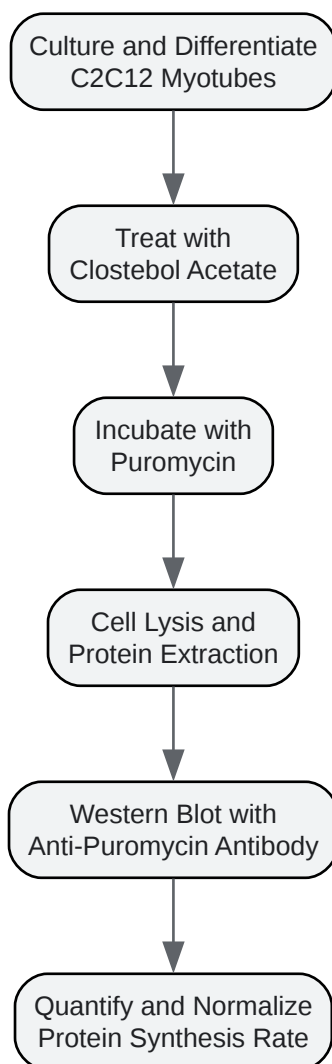 Culture and Differentiate
C2C12 Myotubes
Treat with
Clostebol Acetate
Incubate with
Puromycin
Cell Lysis and
Protein Extraction
Western Blot with
Anti-Puromycin Antibody
Quantify and Normalize
Protein Synthesis Rate